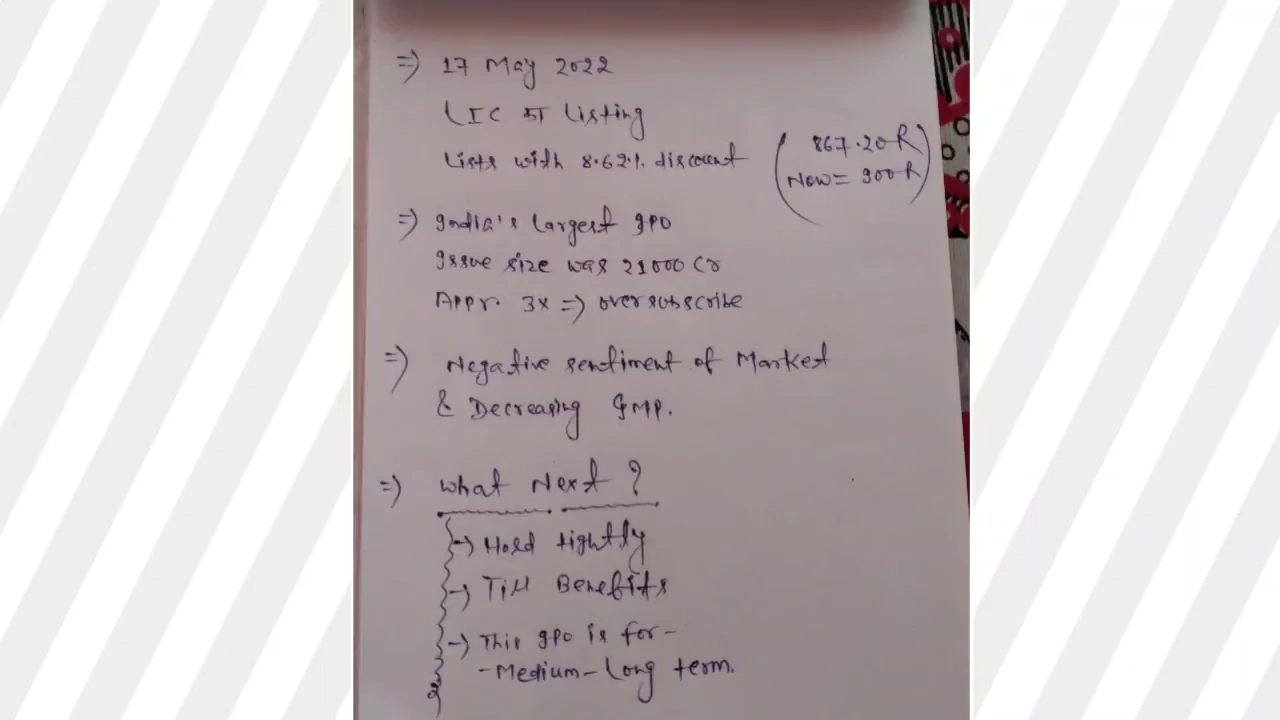 => 17 May 2022
LIC का Listing
Lists with 8.62% discount
(867.20 R
Now = 900 R)
=> India's largest IPO
Issue size was 21000 Cr
Appr. 3x => oversubscribe
=> Negative sentiment of Market
& Decreasing GMP.
=> What Next ?
-> Hold tightly
-> Till Benefits
-> This IPO is for -
- Medium - Long term.